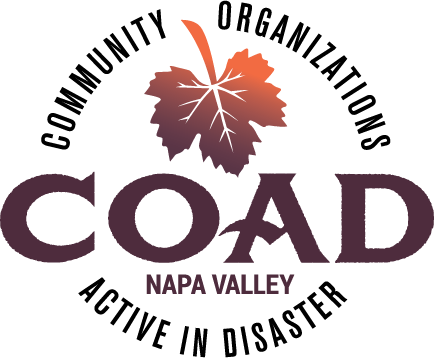 COMMUNITY ORGANIZATIONS
COAD
NAPA VALLEY
ACTIVE IN DISASTER